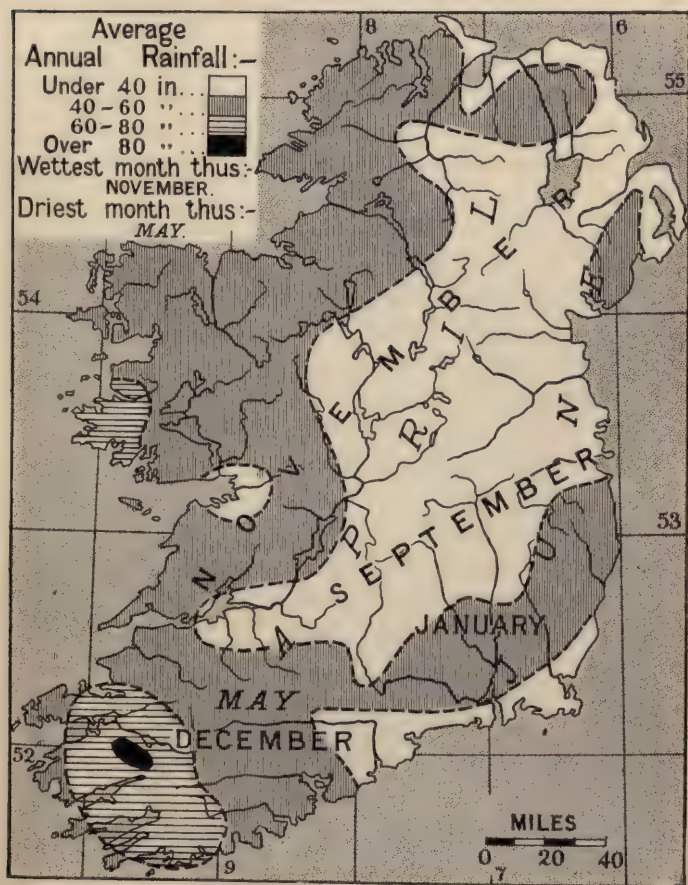 Average
Annual Rainfall:-
Under 40 in...
40-60 " ..
60-80 " ..
Over 80 " ..
Wettest month thus:-
NOVEMBER.
Driest month thus:-
MAY.
8
6
55
54
NOVEMBER
APRIL
UNE
SEPTEMBER
53
JANUARY
MAY
DECEMBER
52
MILES
0 20 40
9
7